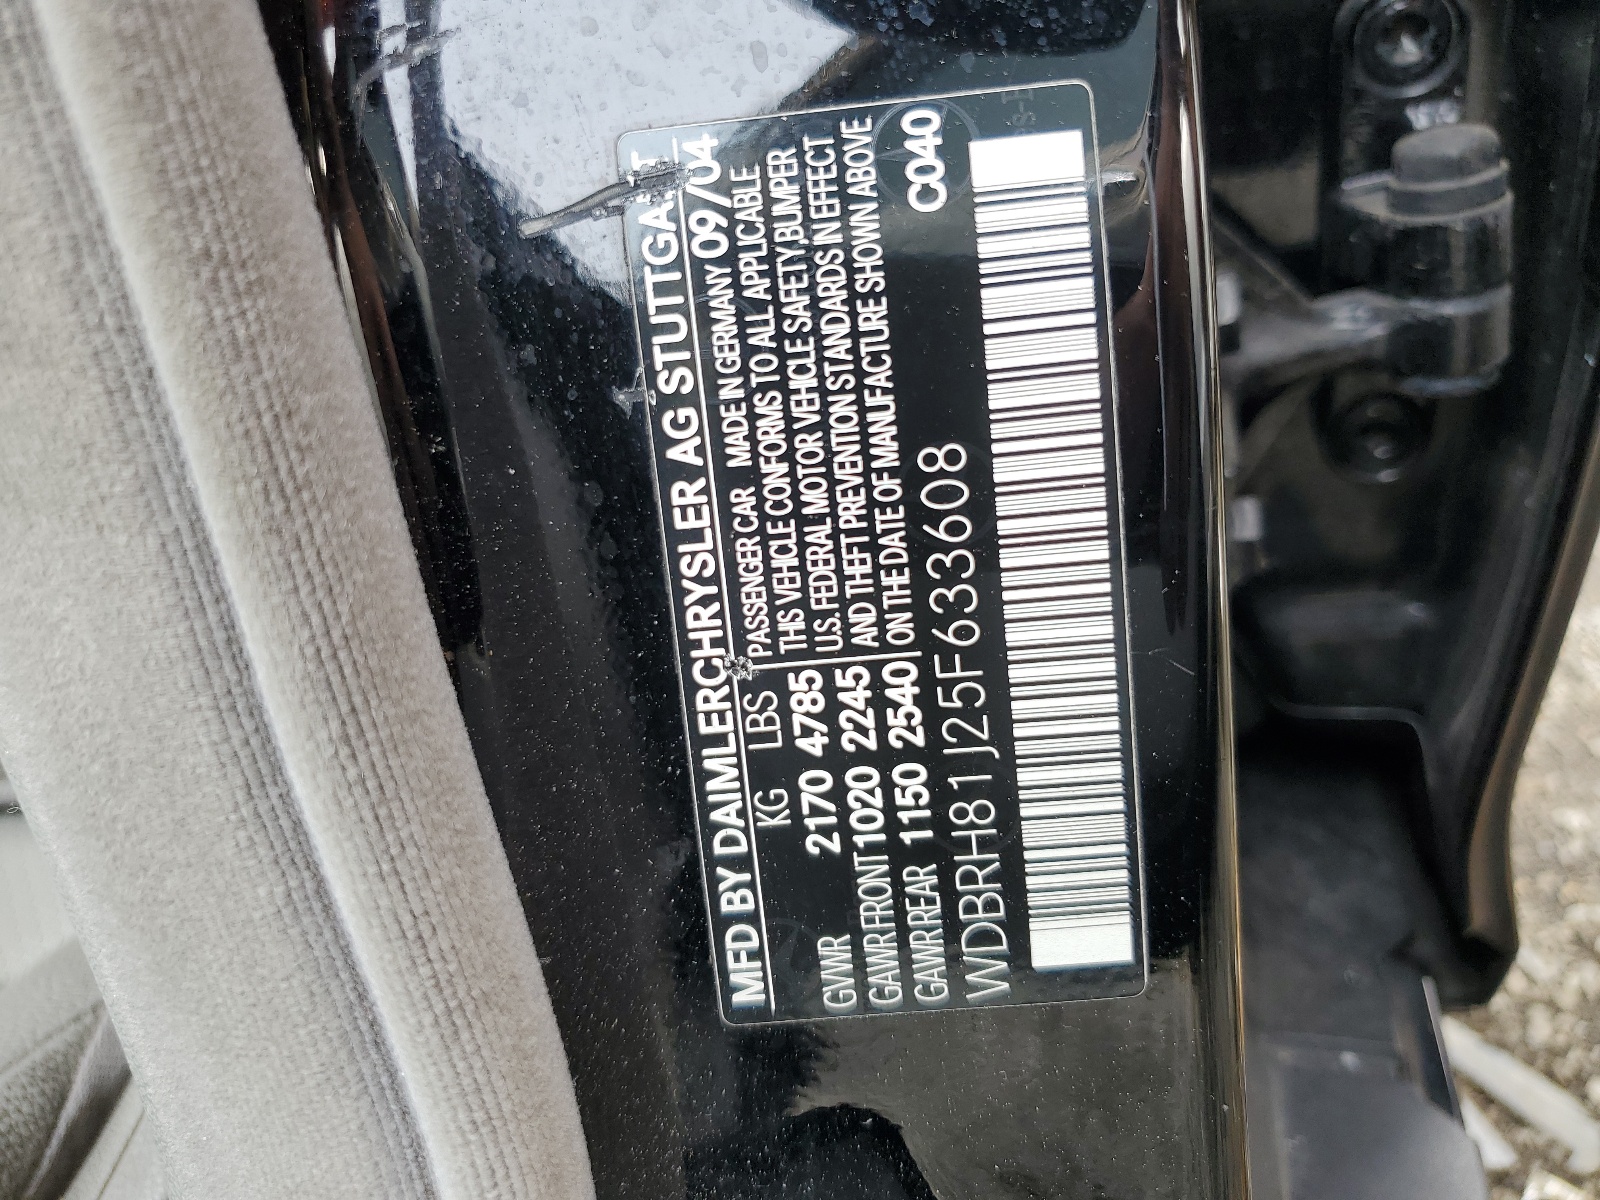 MFD BY DAIMLERCHRYSLER AG STUTTGART
KG LBS PASSENGER CAR MADE IN GERMANY 09/04
THIS VEHICLE CONFORMS TO ALL APPLICABLE
GVWR 2170 4785 U.S. FEDERAL MOTOR VEHICLE SAFETY,BUMPER
GAWR FRONT 1020 2245 AND THEFT PREVENTION STANDARDS IN EFFECT
GAWR REAR 1150 2540 ON THE DATE OF MANUFACTURE SHOWN ABOVE.
WDBRH81J25F633608 C040